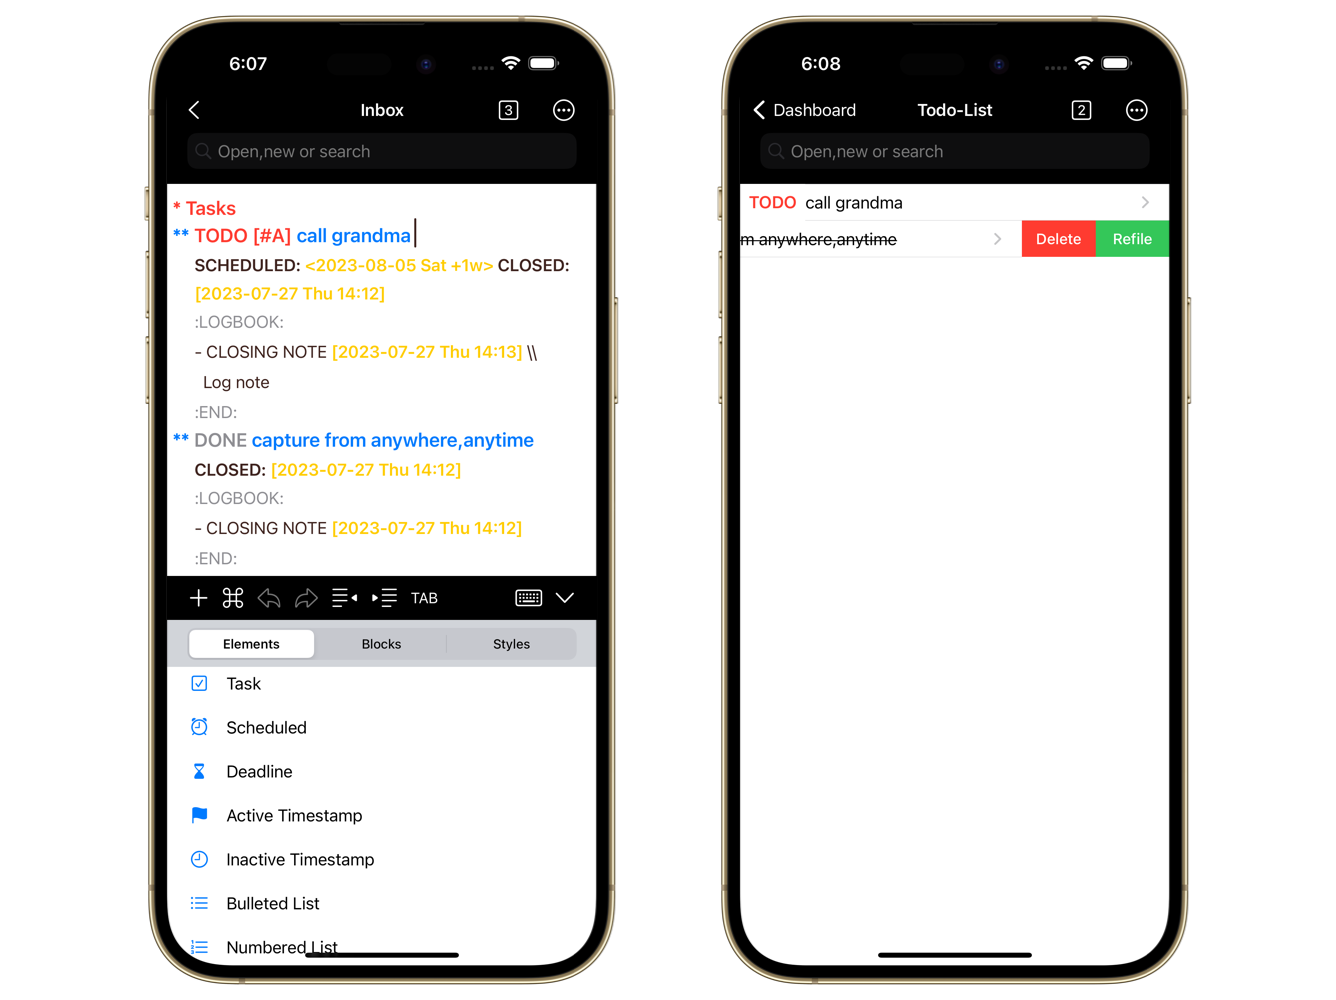 6:07
Inbox
3
Open,new or search
* Tasks
** TODO [#A] call grandma
SCHEDULED: <2023-08-05 Sat +1w> CLOSED:
[2023-07-27 Thu 14:12]
:LOGBOOK:
- CLOSING NOTE [2023-07-27 Thu 14:13] \\
Log note
:END:
** DONE capture from anywhere,anytime
CLOSED: [2023-07-27 Thu 14:12]
:LOGBOOK:
- CLOSING NOTE [2023-07-27 Thu 14:12]
:END:
TAB
Elements Blocks Styles
Task
Scheduled
Deadline
Active Timestamp
Inactive Timestamp
Bulleted List
Numbered List
6:08
Dashboard Todo-List 2
Open,new or search
TODO call grandma
m anywhere,anytime Delete Refile